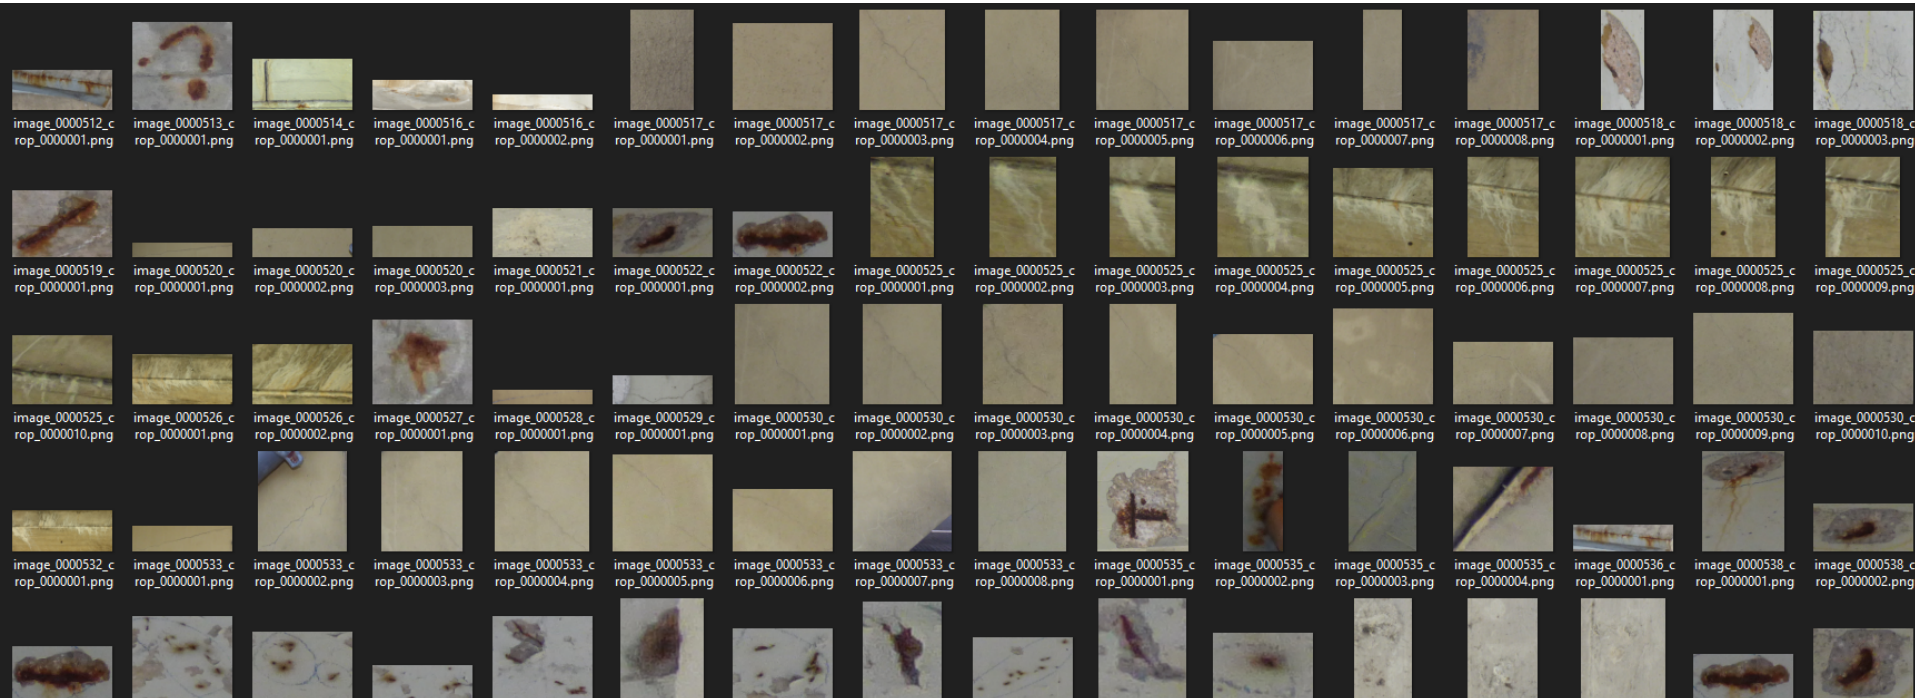 image_0000512_c
rop_0000001.png
image_0000513_c
rop_0000001.png
image_0000514_c
rop_0000001.png
image_0000516_c
rop_0000001.png
image_0000516_c
rop_0000002.png
image_0000517_c
rop_0000001.png
image_0000517_c
rop_0000002.png
image_0000517_c
rop_0000003.png
image_0000517_c
rop_0000004.png
image_0000517_c
rop_0000005.png
image_0000517_c
rop_0000006.png
image_0000517_c
rop_0000007.png
image_0000517_c
rop_0000008.png
image_0000518_c
rop_0000001.png
image_0000518_c
rop_0000002.png
image_0000518_c
rop_0000003.png
image_0000519_c
rop_0000001.png
image_0000520_c
rop_0000001.png
image_0000520_c
rop_0000002.png
image_0000520_c
rop_0000003.png
image_0000521_c
rop_0000001.png
image_0000522_c
rop_0000001.png
image_0000522_c
rop_0000002.png
image_0000525_c
rop_0000001.png
image_0000525_c
rop_0000002.png
image_0000525_c
rop_0000003.png
image_0000525_c
rop_0000004.png
image_0000525_c
rop_0000005.png
image_0000525_c
rop_0000006.png
image_0000525_c
rop_0000007.png
image_0000525_c
rop_0000008.png
image_0000525_c
rop_0000009.png
image_0000525_c
rop_0000010.png
image_0000526_c
rop_0000001.png
image_0000526_c
rop_0000002.png
image_0000527_c
rop_0000001.png
image_0000528_c
rop_0000001.png
image_0000529_c
rop_0000001.png
image_0000530_c
rop_0000001.png
image_0000530_c
rop_0000002.png
image_0000530_c
rop_0000003.png
image_0000530_c
rop_0000004.png
image_0000530_c
rop_0000005.png
image_0000530_c
rop_0000006.png
image_0000530_c
rop_0000007.png
image_0000530_c
rop_0000008.png
image_0000530_c
rop_0000009.png
image_0000530_c
rop_0000010.png
image_0000532_c
rop_0000001.png
image_0000533_c
rop_0000001.png
image_0000533_c
rop_0000002.png
image_0000533_c
rop_0000003.png
image_0000533_c
rop_0000004.png
image_0000533_c
rop_0000005.png
image_0000533_c
rop_0000006.png
image_0000533_c
rop_0000007.png
image_0000533_c
rop_0000008.png
image_0000535_c
rop_0000001.png
image_0000535_c
rop_0000002.png
image_0000535_c
rop_0000003.png
image_0000535_c
rop_0000004.png
image_0000536_c
rop_0000001.png
image_0000538_c
rop_0000001.png
image_0000538_c
rop_0000002.png